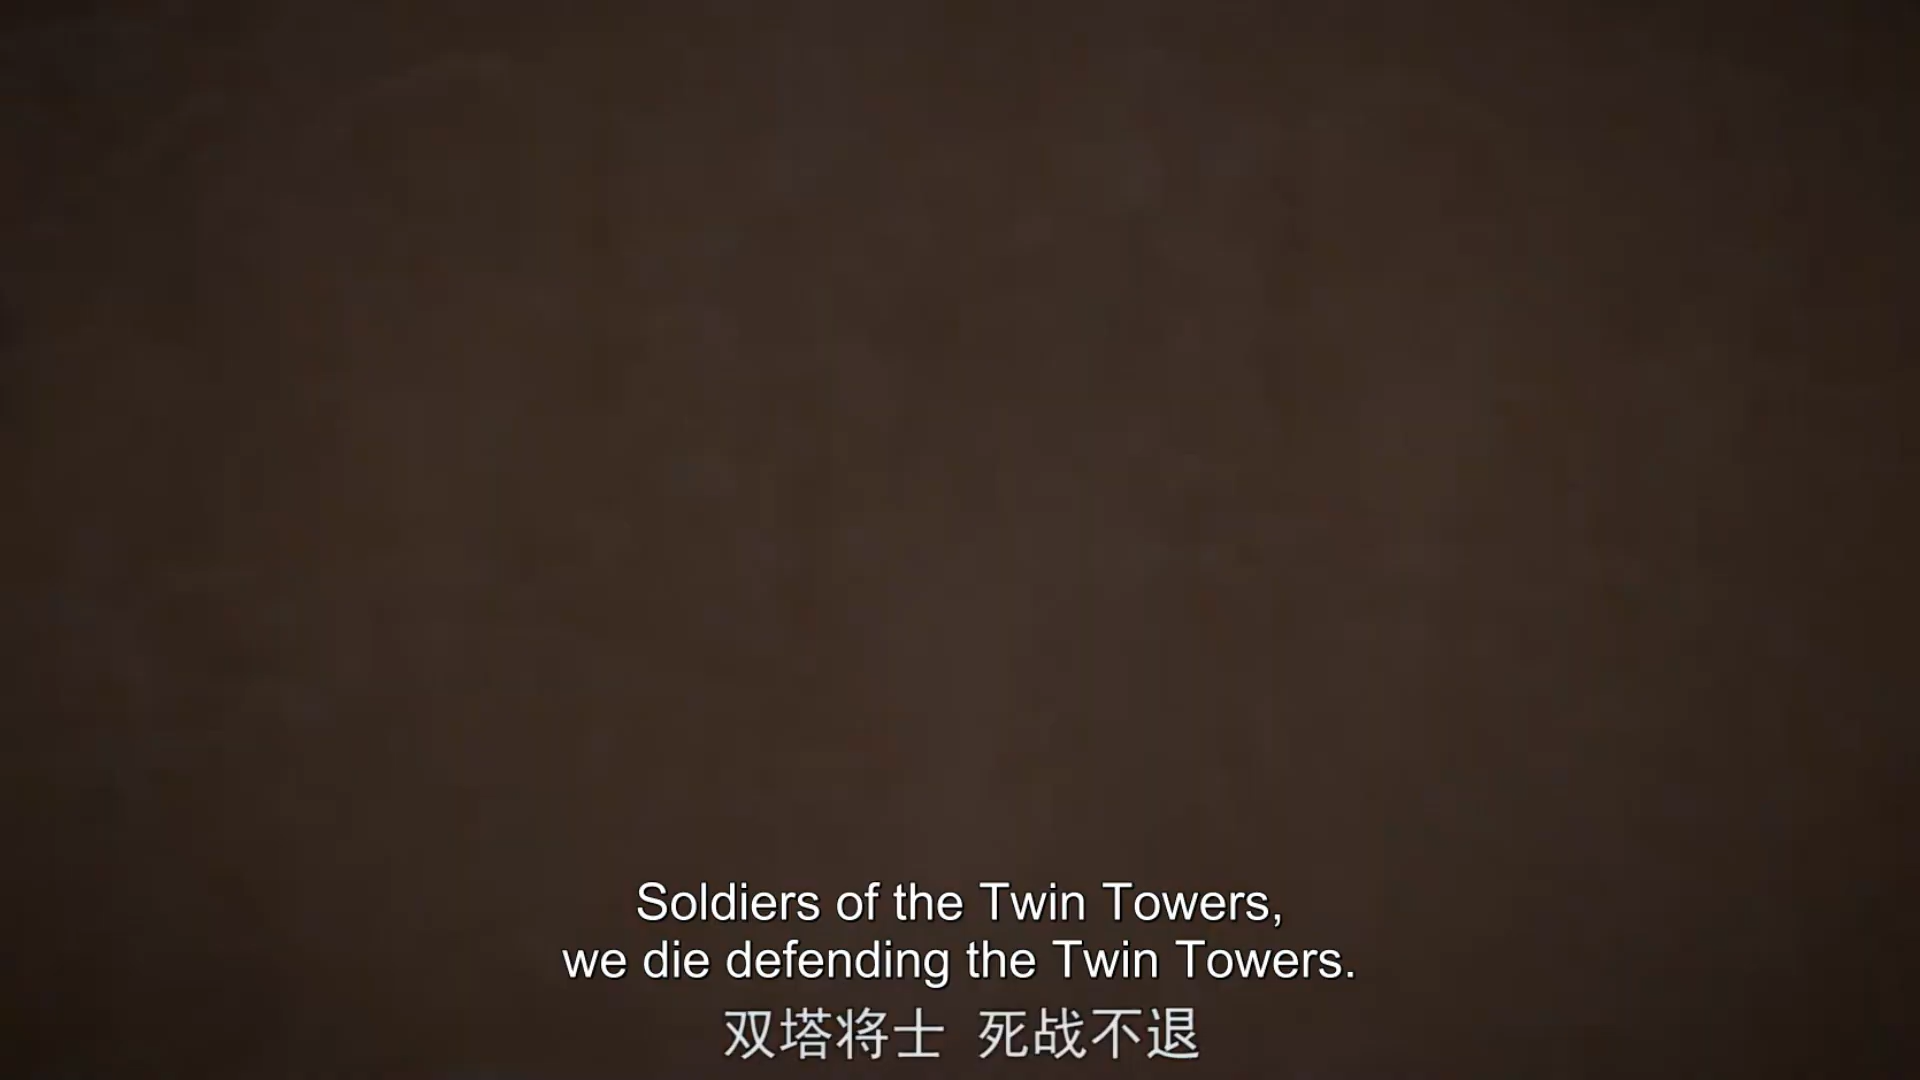 Soldiers of the Twin Towers,
we die defending the Twin Towers.
双塔将士 死战不退